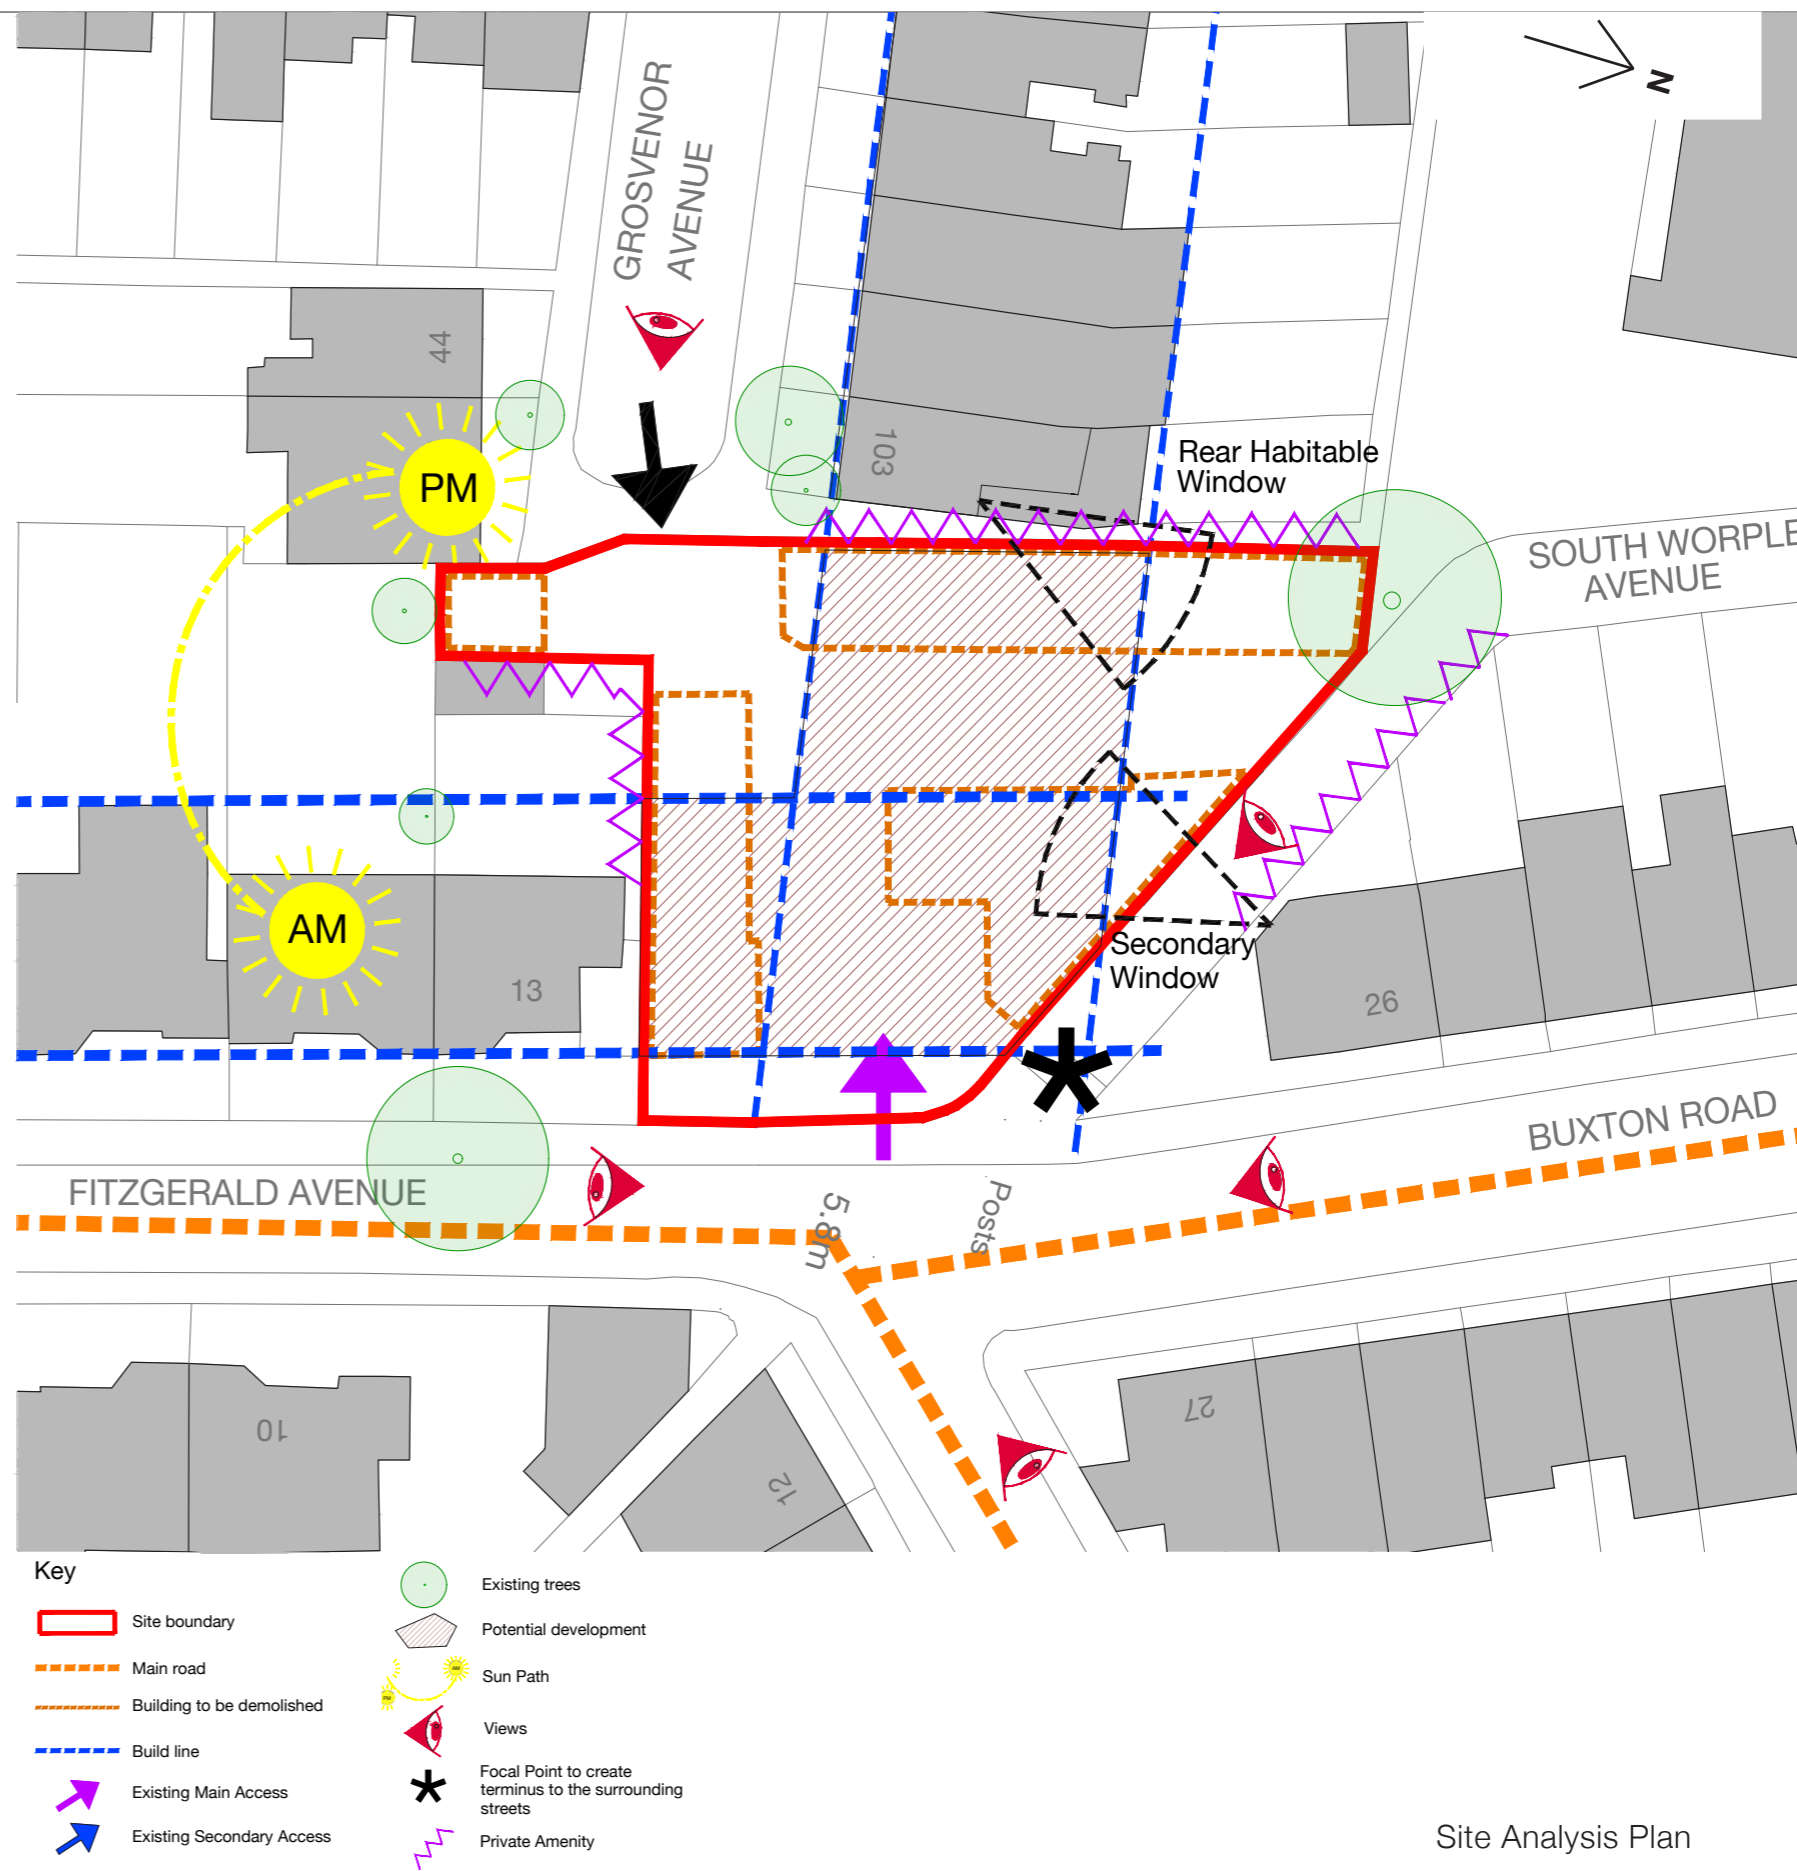 N
GROSVENOR
AVENUE
44
103
Rear Habitable
Window
PM
SOUTH WORPLE
AVENUE
AM
13
Secondary
Window
26
BUXTON ROAD
FITZGERALD AVENUE
5.8m
Posts
10
12
27
Key
Site boundary
Main road
Building to be demolished
Build line
Existing Main Access
Existing Secondary Access
Existing trees
Potential development
AM
PM
Sun Path
Views
Focal Point to create
terminus to the surrounding
streets
Private Amenity
Site Analysis Plan